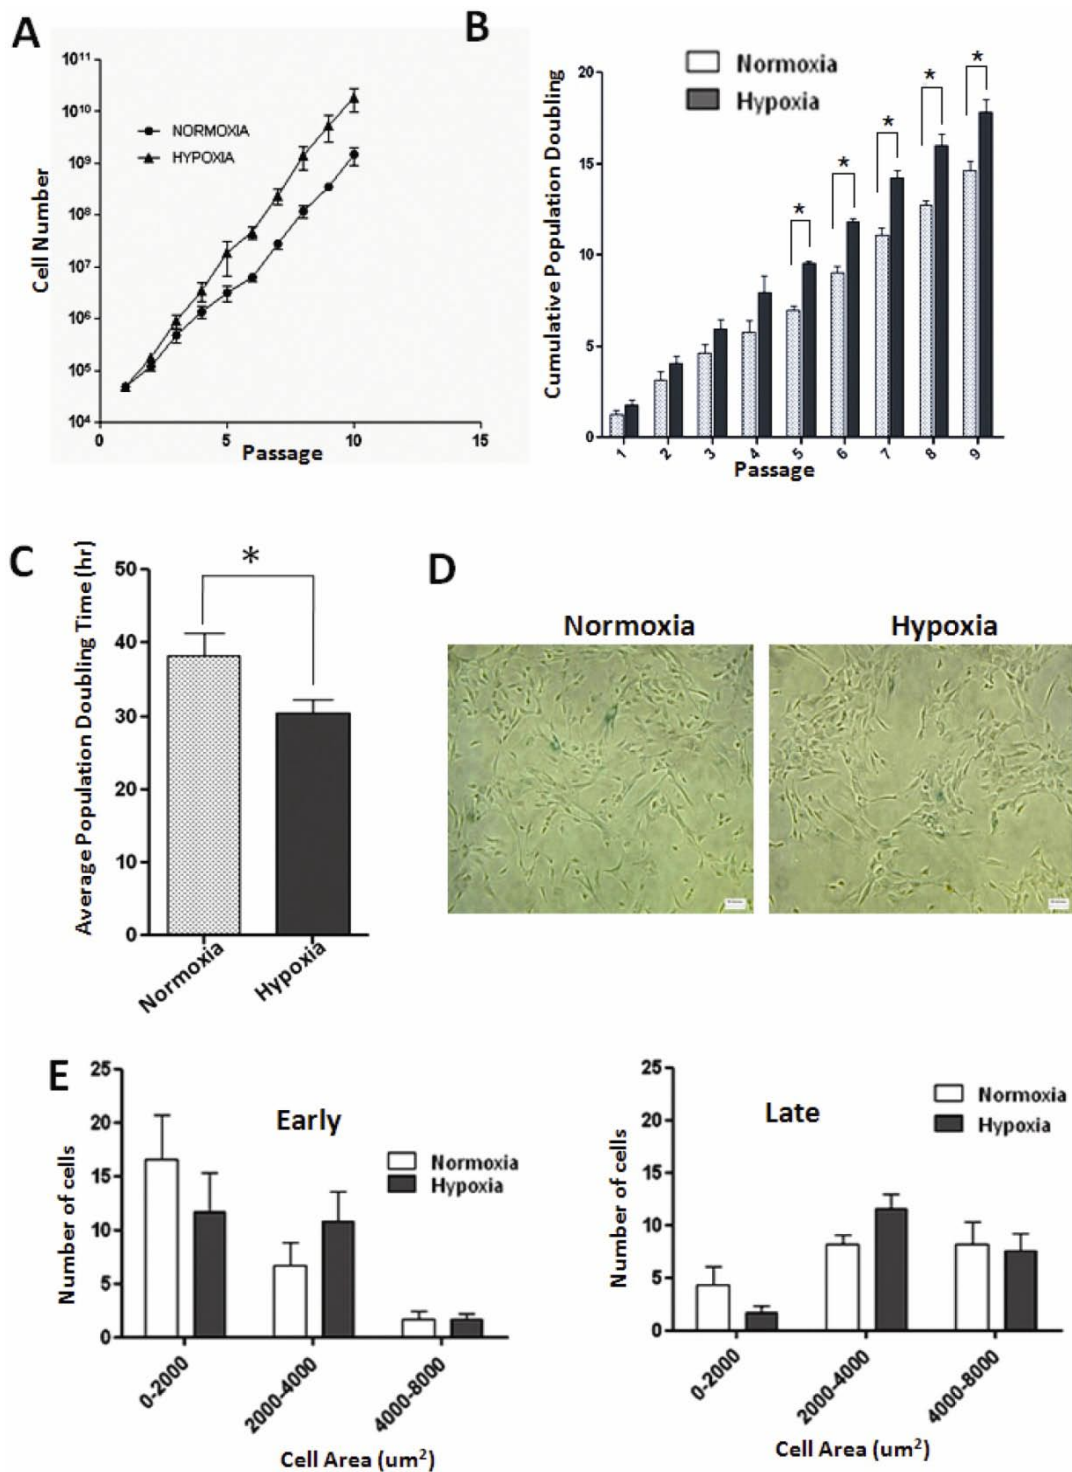 A
10¹¹
10¹⁰
10⁹
10⁸
10⁷
10⁶
10⁵
10⁴
Cell Number
NORMOXIA
HYPOXIA
0
5
10
15
Passage
B
Normoxia
Hypoxia
20
15
10
5
0
Cumulative Population Doubling
*
*
*
*
*
1
2
3
4
5
6
7
8
9
Passage
C
Average Population Doubling Time (hr)
50
40
30
20
10
0
*
Normoxia
Hypoxia
D
Normoxia
Hypoxia
E
25
20
15
10
5
0
Number of cells
Early
Normoxia
Hypoxia
0-2000
2000-4000
4000-8000
Cell Area (um²)
25
20
15
10
5
0
Number of cells
Late
Normoxia
Hypoxia
0-2000
2000-4000
4000-8000
Cell Area (um²)